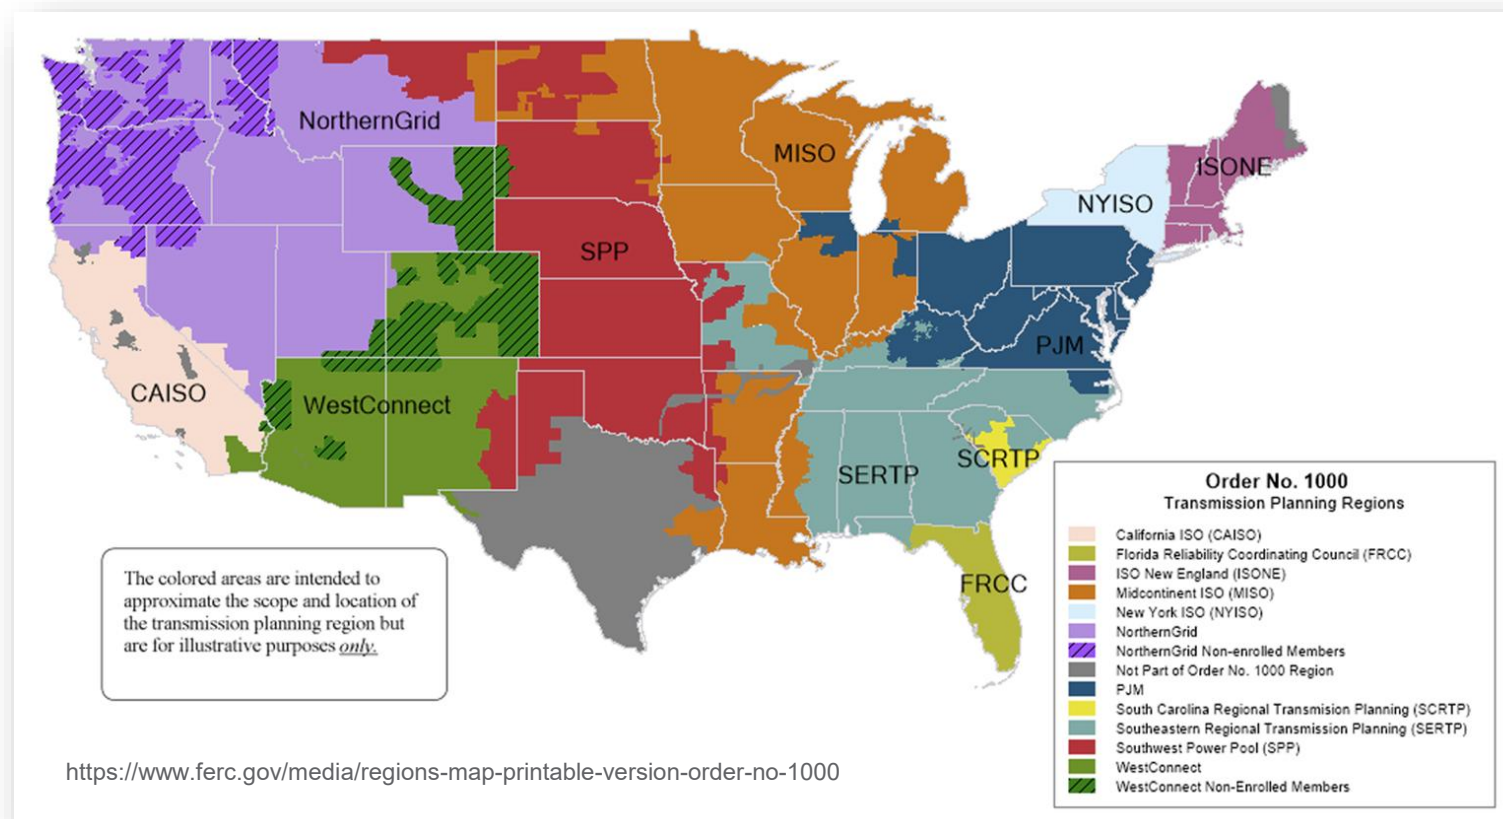 NorthernGrid
MISO
ISONE
NYISO
SPP
PJM
CAISO
WestConnect
SCRTP
SERTP
FRCC
The colored areas are intended to
approximate the scope and location of
the transmission planning region but
are for illustrative purposes only.
Order No. 1000
Transmission Planning Regions
California ISO (CAISO)
Florida Reliability Coordinating Council (FRCC)
ISO New England (ISONE)
Midcontinent ISO (MISO)
New York ISO (NYISO)
NorthernGrid
NorthernGrid Non-enrolled Members
Not Part of Order No. 1000 Region
PJM
South Carolina Regional Transmision Planning (SCRTP)
Southeastern Regional Transmission Planning (SERTP)
Southwest Power Pool (SPP)
WestConnect
WestConnect Non-Enrolled Members
https://www.ferc.gov/media/regions-map-printable-version-order-no-1000